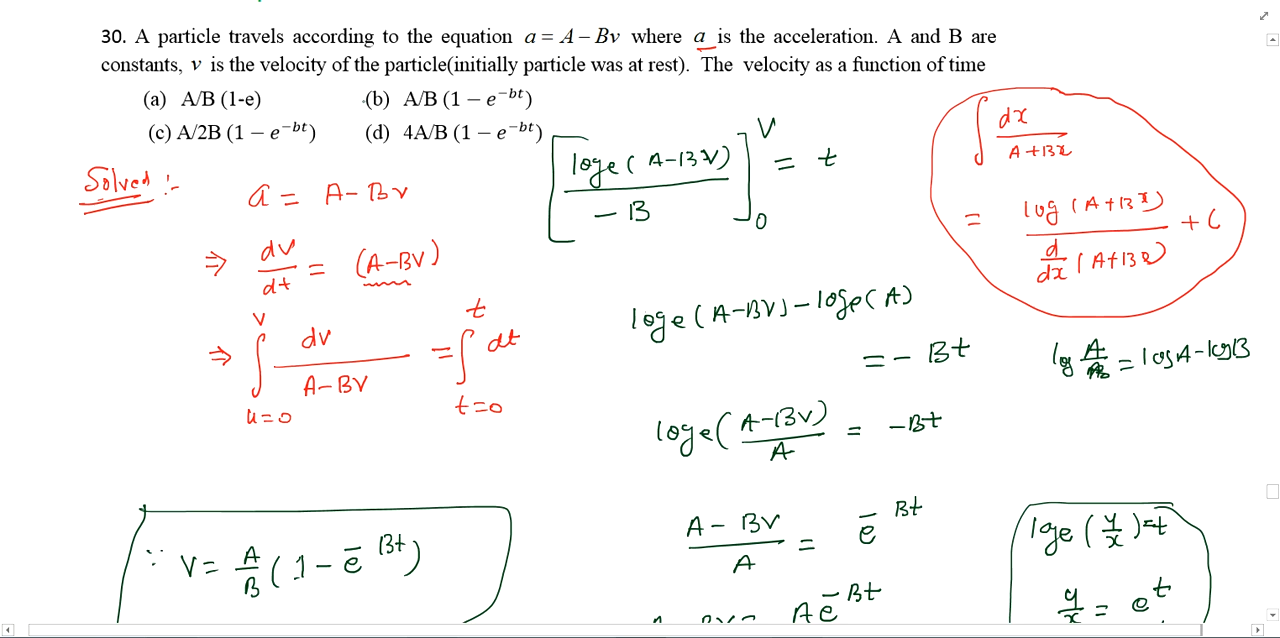 30. A particle travels according to the equation a = A − Bv where a is the acceleration. A and B are
constants, v is the velocity of the particle(initially particle was at rest). The velocity as a function of time
(a) A/B (1-e) (b) A/B (1 − e^−bt)
(c) A/2B (1 − e^−bt) (d) 4A/B (1 − e^−bt)
Solved :-
a = A − Bv
⇒ dv/dt = (A−BV)
⇒ ∫_{u=0}^{v} dv/(A−BV) = ∫_{t=0}^{t} dt
[loge(A−BV)/−B]_0^V = t
loge(A−BV) − loge(A)
= − Bt
loge((A−BV)/A) = −Bt
(A − BV)/A = e^−Bt
Ae^−Bt
∵ V = A/B (1 − e^−Bt)
∫ dx/(A+Bx)
= log(A+Bx)/(d/dx(A+Bx)) + C
= logA − logB
loge(y/x)=t
y/x = e^t